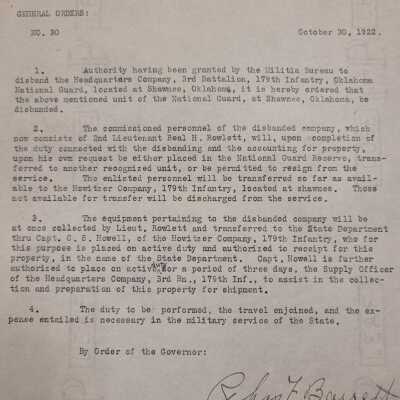 GENERAL ORDERS:
NO. 30 October 30, 1922.
1. Authority having been granted by the Militia Bureau to
disband the Headquarters Company, 3rd Battalion, 179th Infantry, Oklahoma
National Guard, located at Shawnee, Oklahoma, it is hereby ordered that
the above mentioned unit of the National Guard, at Shawnee, Oklahoma, be
disbanded.
2. The commissioned personnel of the disbanded company, which
now consists of 2nd Lieutenant Beal H. Rowlett, will, upon completion of
the duty connected with the disbanding and the accounting for property,
upon his own request be either placed in the National Guard Reserve, trans-
ferred to another recognized unit, or be permitted to resign from the
service. The enlisted personnel will be transferred so far as avail-
able to the Howitzer Company, 179th Infantry, located at shawnee. Those
not available for transfer will be discharged from the service.
3. The equipment pertaining to the disbanded company will be
at once collected by Lieut. Rowlett and transferred to the State Department
thru Capt. C. S. Nowell, of the Howitzer Company, 179th Infantry, who for
this purpose is placed on active duty and authorized to receipt for this
property, in the name of the State Department. Capt. Nowell is further
authorized to place on active duty for a period of three days, the Supply Officer
of the Headquarters Company, 3rd Bn., 179th Inf., to assist in the collec-
tion and preparation of this property for shipment.
4. The duty to be performed, the travel enjoined, and the ex-
pense entailed is necessary in the military service of the State.
By Order of the Governor:
Chas F. Barrett